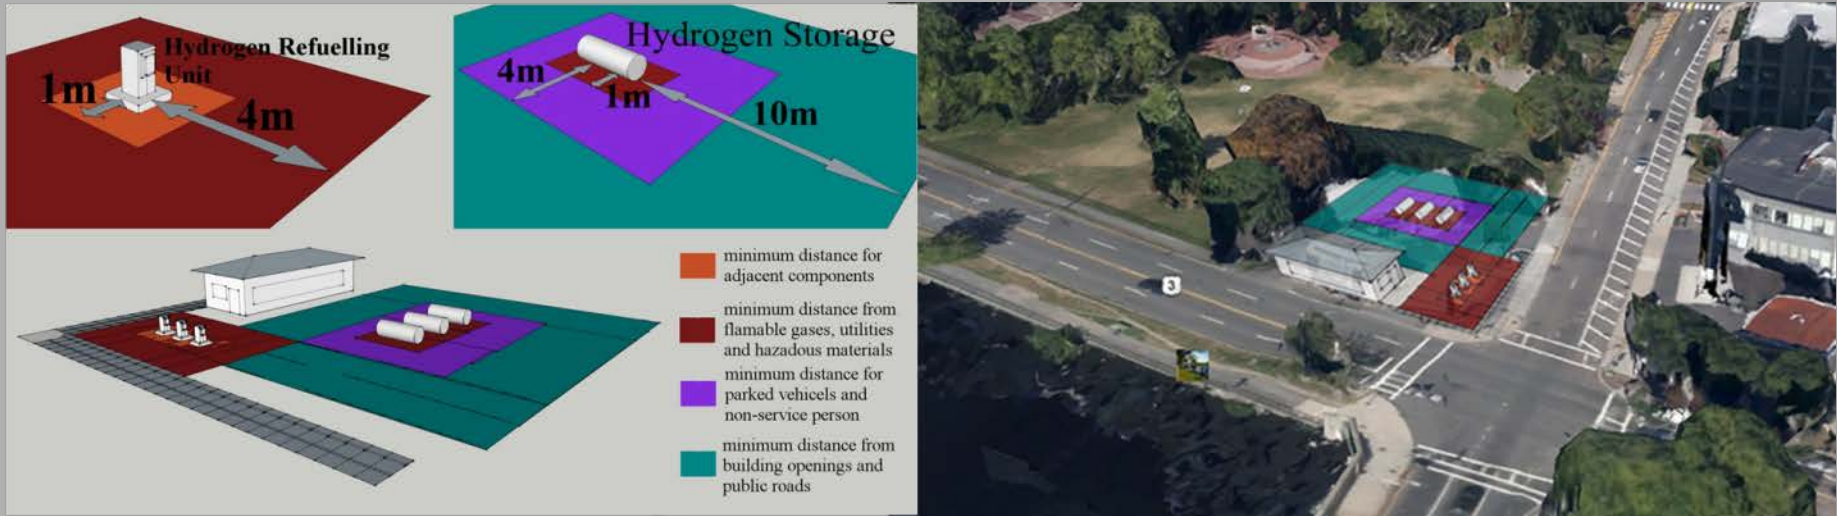 Hydrogen Refuelling
Unit
1m
4m
Hydrogen Storage
4m
1m
10m
minimum distance for
adjacent components
minimum distance from
flamable gases, utilities
and hazadous materials
minimum distance for
parked vehicels and
non-service person
minimum distance from
building openings and
public roads
3